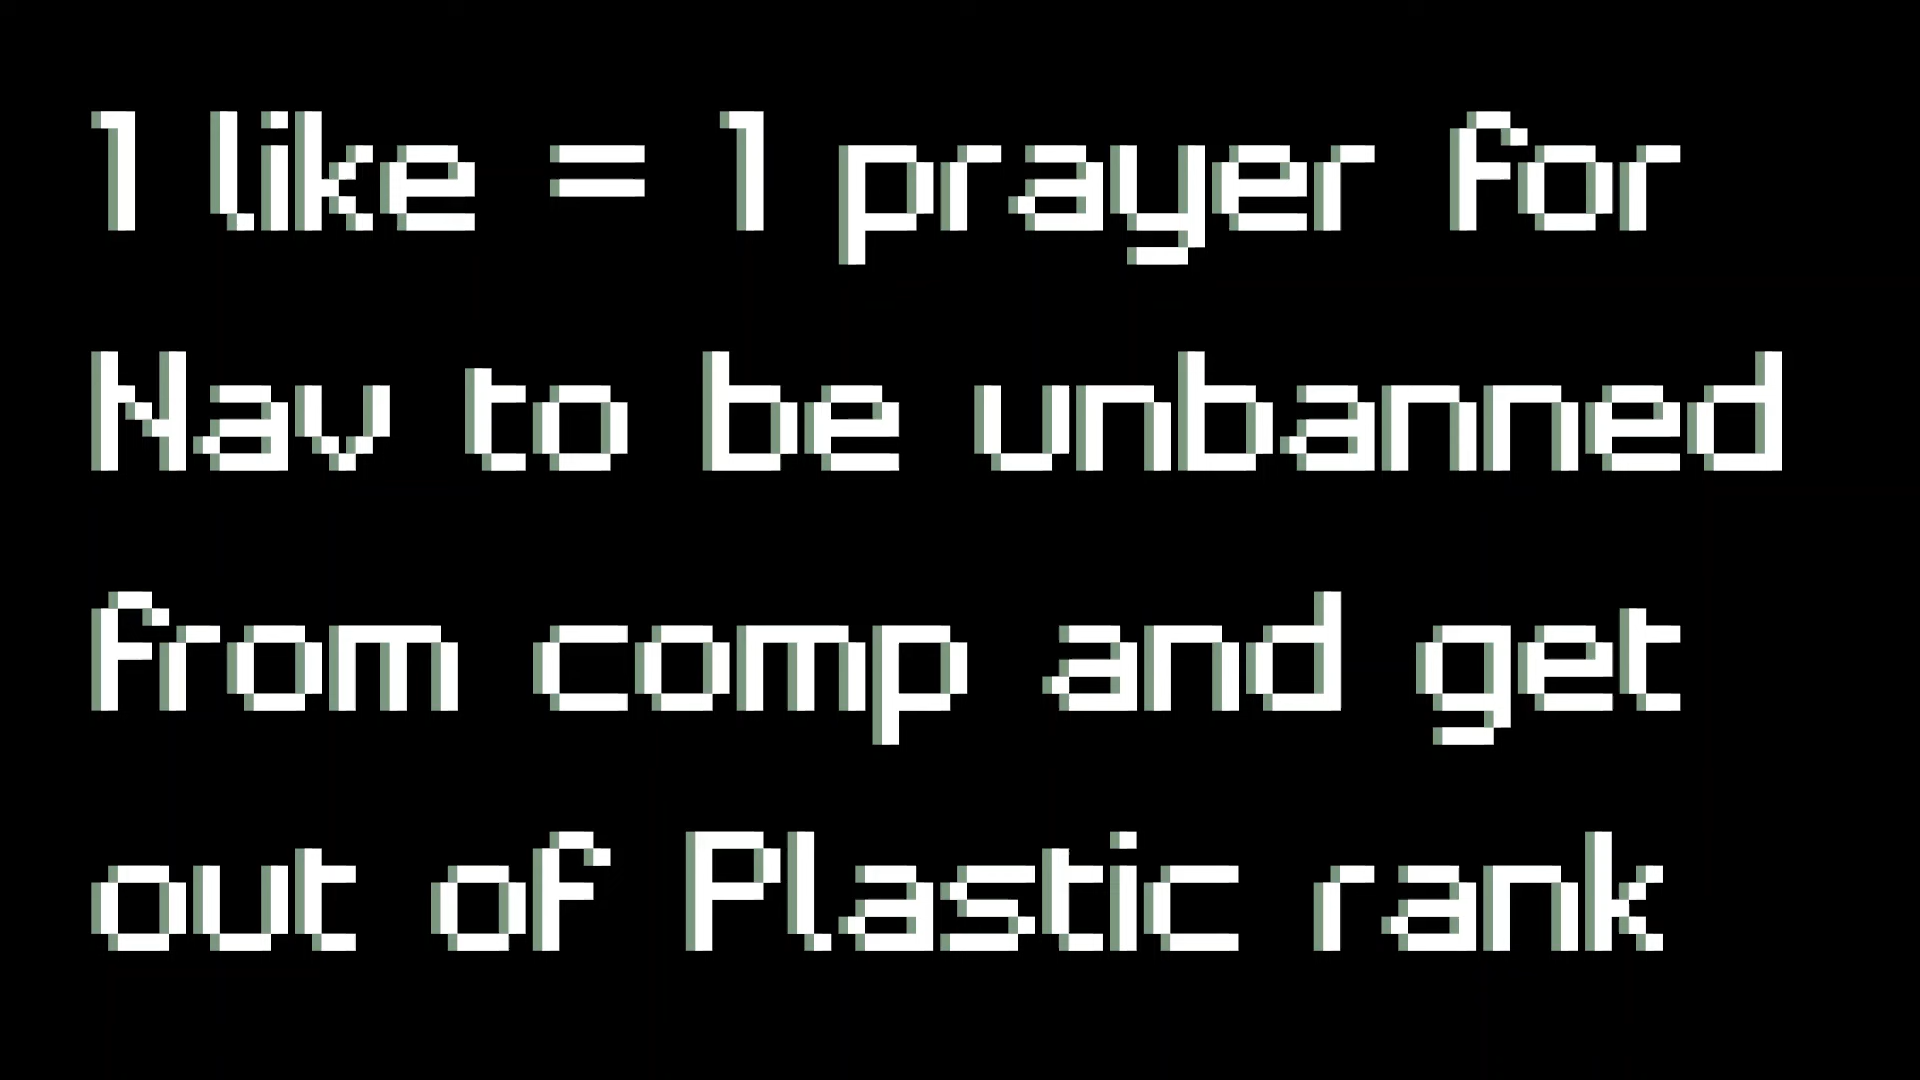 1 like = 1 prayer for
Nav to be unbanned
from comp and get
out of Plastic rank